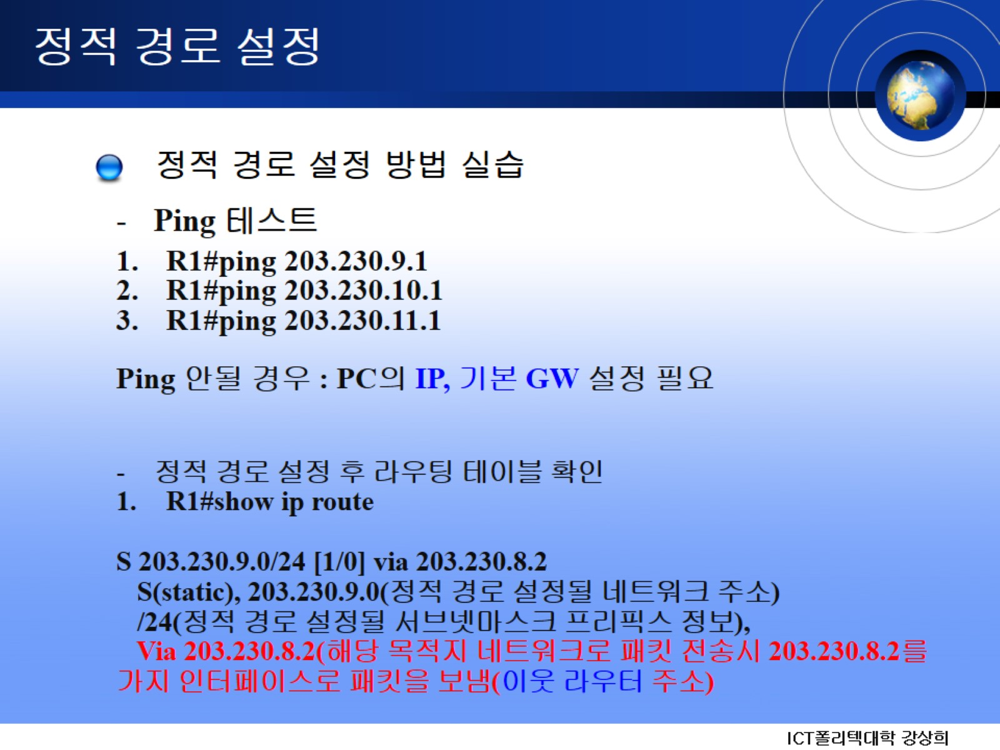 정적 경로 설정
정적 경로 설정 방법 실습
- Ping 테스트
1. R1#ping 203.230.9.1
2. R1#ping 203.230.10.1
3. R1#ping 203.230.11.1
Ping 안될 경우 : PC의 IP, 기본 GW 설정 필요
- 정적 경로 설정 후 라우팅 테이블 확인
1. R1#show ip route
S 203.230.9.0/24 [1/0] via 203.230.8.2
S(static), 203.230.9.0(정적 경로 설정될 네트워크 주소)
/24(정적 경로 설정될 서브넷마스크 프리픽스 정보),
Via 203.230.8.2(해당 목적지 네트워크로 패킷 전송시 203.230.8.2를
가지 인터페이스로 패킷을 보냄(이웃 라우터 주소)
ICT폴리텍대학 강상희